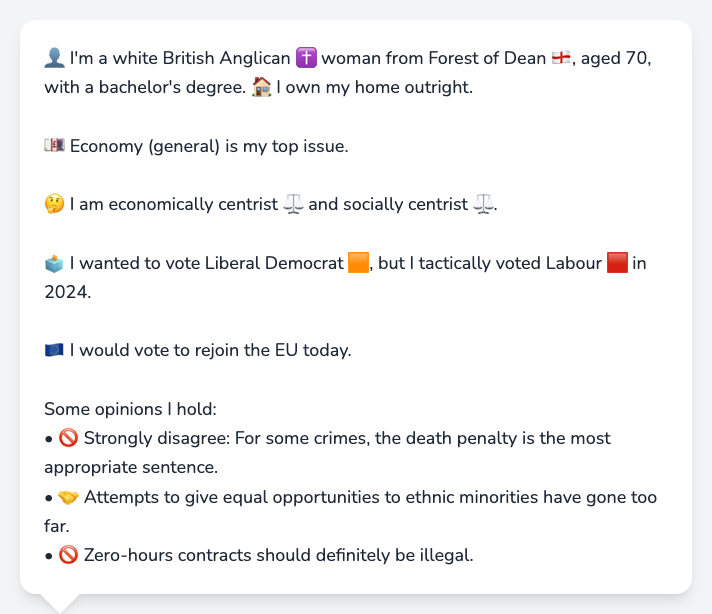 👤 I'm a white British Anglican ✝️ woman from Forest of Dean 🏴󠁧󠁢󠁥󠁮󠁧󠁿, aged 70,
with a bachelor's degree. 🏠 I own my home outright.
💷 Economy (general) is my top issue.
🤔 I am economically centrist ⚖️ and socially centrist ⚖️.
🗳️ I wanted to vote Liberal Democrat 🟧, but I tactically voted Labour 🟥 in
2024.
🇪🇺 I would vote to rejoin the EU today.
Some opinions I hold:
• 🚫 Strongly disagree: For some crimes, the death penalty is the most
appropriate sentence.
• 🤝 Attempts to give equal opportunities to ethnic minorities have gone too
far.
• 🚫 Zero-hours contracts should definitely be illegal.